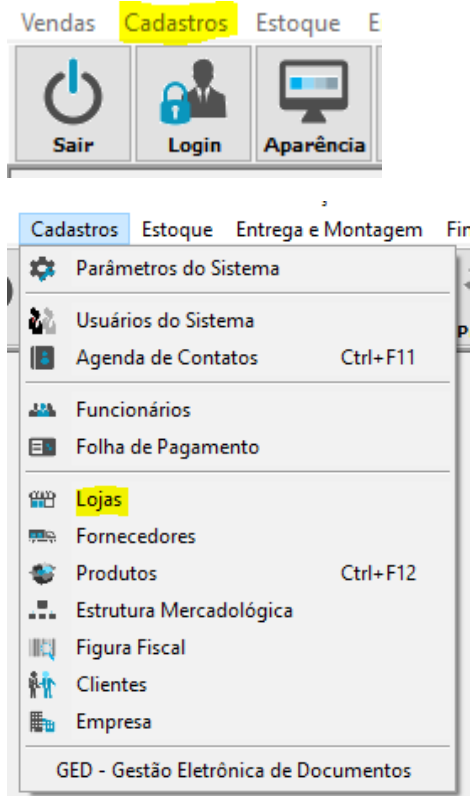 Vendas Cadastros Estoque E
Sair Login Aparência
Cadastros Estoque Entrega e Montagem Fin
Parâmetros do Sistema
Usuários do Sistema
Agenda de Contatos Ctrl+F11
Funcionários
Folha de Pagamento
Lojas
Fornecedores
Produtos Ctrl+F12
Estrutura Mercadológica
Figura Fiscal
Clientes
Empresa
GED - Gestão Eletrônica de Documentos